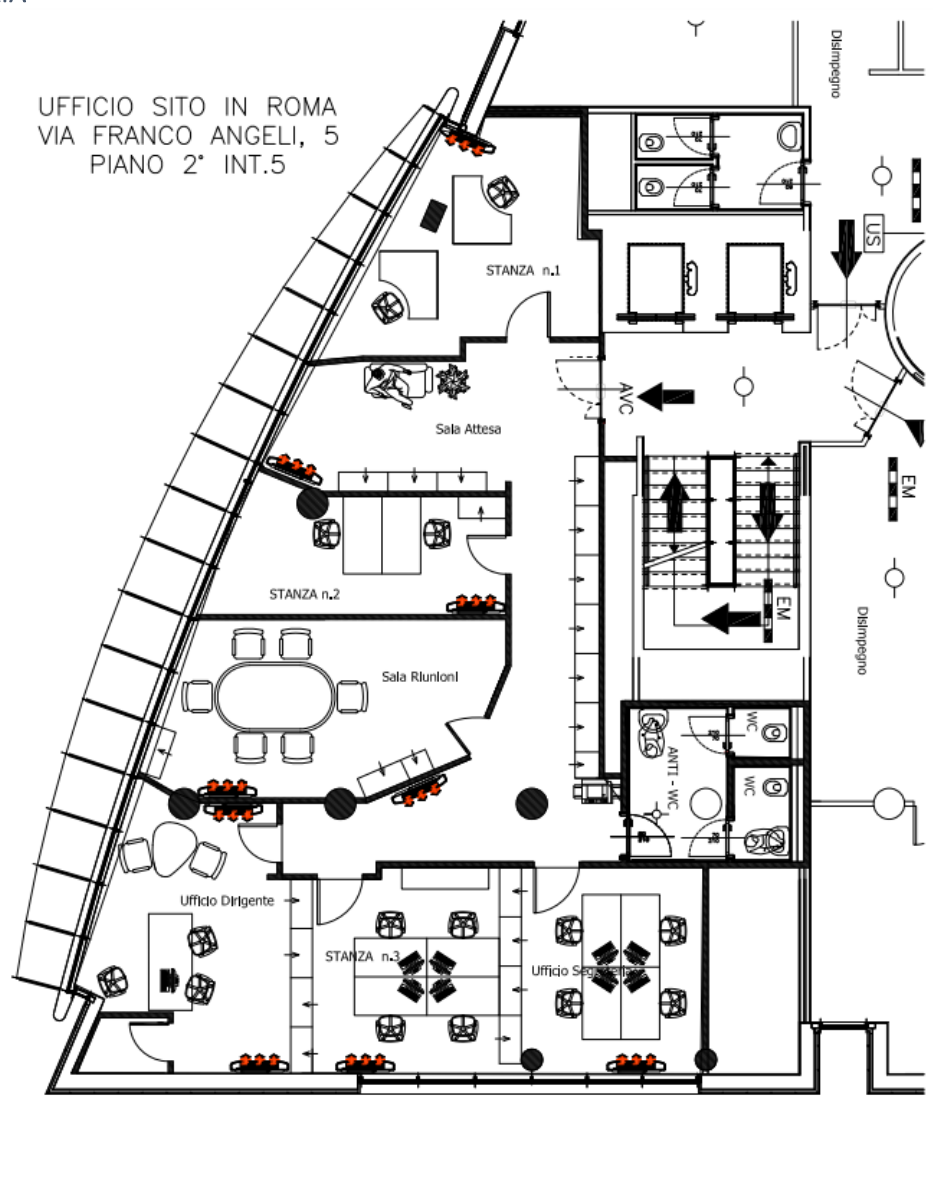 UFFICIO SITO IN ROMA
VIA FRANCO ANGELI, 5
PIANO 2° INT.5
Disimpegno
US
STANZA n.1
AVC
Sala Attesa
EM
STANZA n.2
EM
Disimpegno
Sala Riunioni
WC
ANTI - WC
WC
Ufficio Dirigente
STANZA n.3
Ufficio